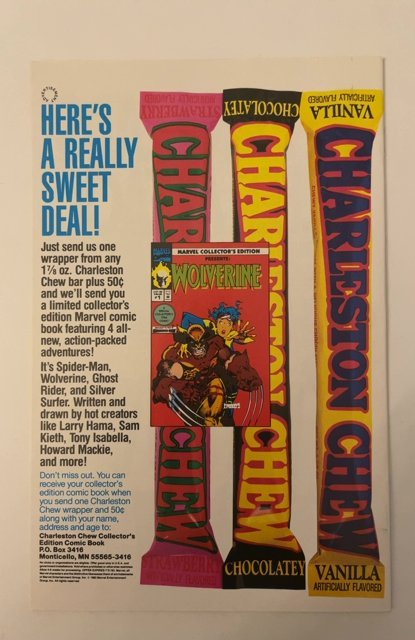 HERE'S
A REALLY
SWEET
DEAL!
Just send us one
wrapper from any
1⅞ oz. Charleston
Chew bar plus 50¢
and we'll send you
a limited collector's
edition Marvel comic
book featuring 4 all-
new, action-packed
adventures!
It's Spider-Man,
Wolverine, Ghost
Rider, and Silver
Surfer. Written and
drawn by hot creators
like Larry Hama, Sam
Kieth, Tony Isabella,
Howard Mackie,
and more!
Don't miss out. You can
receive your collector's
edition comic book when
you send one Charleston
Chew wrapper and 50¢
along with your name,
address and age to:
Charleston Chew Collector's
Edition Comic Book
P.O. Box 3416
Monticello, MN 55565-3416
STRAWBERRY
ARTIFICIALLY FLAVORED
CHARLESTON CHEW
STRAWBERRY
MARVEL COLLECTOR'S EDITION
PRESENTS:
WOLVERINE
#1
CHOCOLATEY
CHARLESTON CHEW
CHOCOLATEY
VANILLA
ARTIFICIALLY FLAVORED
CHARLESTON CHEW
VANILLA
ARTIFICIALLY FLAVORED